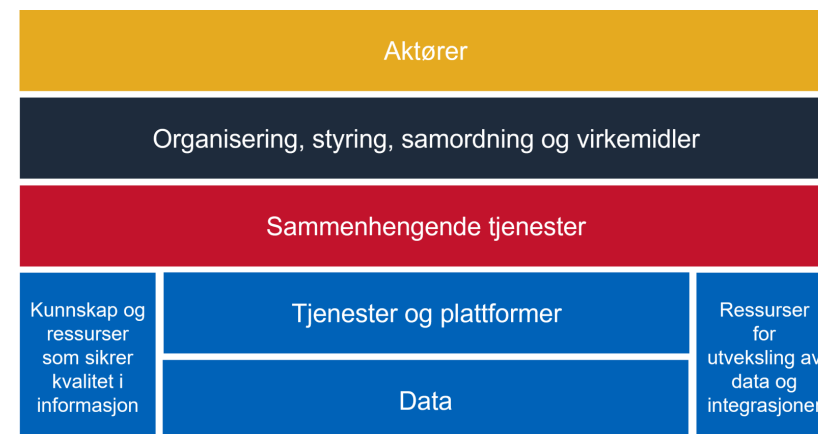 Aktører
Organisering, styring, samordning og virkemidler
Sammenhengende tjenester
Kunnskap og
ressurser
som sikrer
kvalitet i
informasjon
Tjenester og plattformer
Data
Ressurser
for
utveksling av
data og
integrasjoner